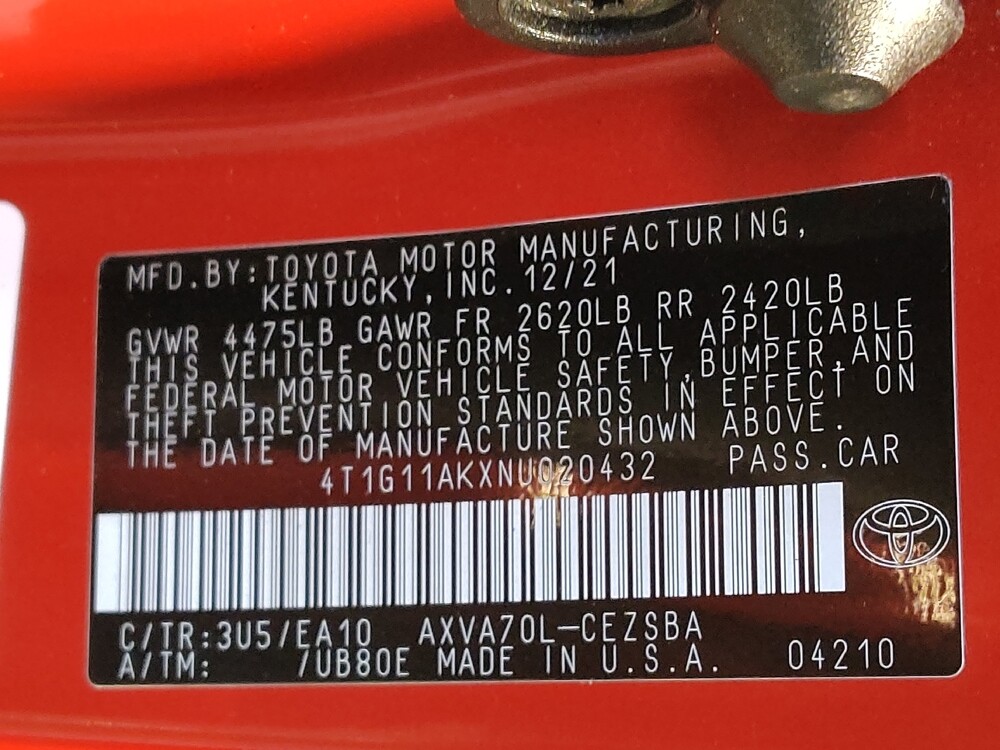 MFD.BY:TOYOTA MOTOR MANUFACTURING,
KENTUCKY,INC.12/21
GVWR 4475LB GAWR FR 2620LB RR 2420LB
THIS VEHICLE CONFORMS TO ALL APPLICABLE
FEDERAL MOTOR VEHICLE SAFETY,BUMPER,AND
THEFT PREVENTION STANDARDS IN EFFECT ON
THE DATE OF MANUFACTURE SHOWN ABOVE.
4T1G11AKXNU020432 PASS.CAR
C/TR:3U5/EA10 AXVA70L-CEZSBA
A/TM: /UB80E MADE IN U.S.A. 04210